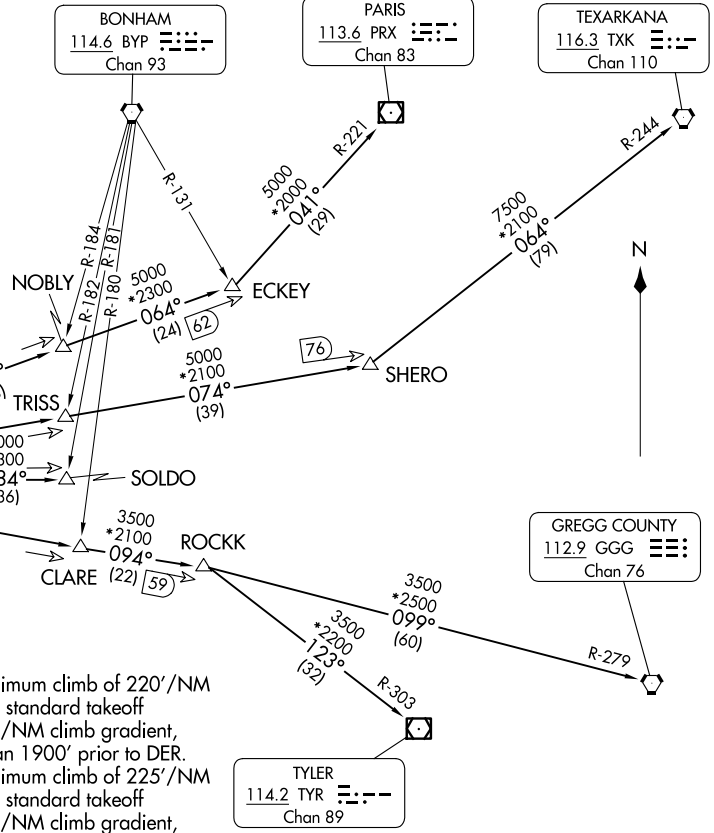 BONHAM
114.6 BYP
Chan 93
PARIS
113.6 PRX
Chan 83
TEXARKANA
116.3 TXK
Chan 110
R-221
R-244
R-131
5000
*2000
041°
(29)
7500
*2100
064°
(79)
N
R-184
R-181
R-182
R-180
NOBLY
5000
*2300
064°
(24)
62
ECKEY
76
5000
*2100
074°
(39)
SHERO
TRISS
000
300
34°
36)
SOLDO
3500
*2100
094°
(22)
59
CLARE
ROCKK
GREGG COUNTY
112.9 GGG
Chan 76
3500
*2500
099°
(60)
R-279
3500
*2200
123°
(32)
R-303
imum climb of 220'/NM
standard takeoff
/NM climb gradient,
an 1900' prior to DER.
imum climb of 225'/NM
standard takeoff
/NM climb gradient,
TYLER
114.2 TYR
Chan 89